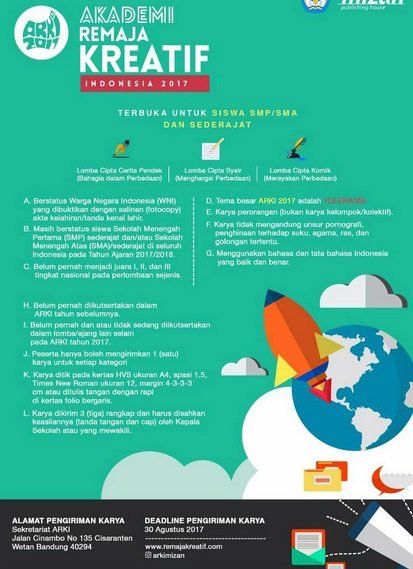 ARKI
2017
AKADEMI
REMAJA
KREATIF
INDONESIA 2017
publishing house
TERBUKA UNTUK SISWA SMP/SMA
DAN SEDERAJAT
Lomba Cipta Cerita Pendek
(Bahagia dalam Perbedaan)
Lomba Cipta Syair
(Menghargai Perbedaan)
Lomba Cipta Komik
(Merayakan Perbedaan)
A. Berstatus Warga Negara Indonesia (WNI)
yang dibuktikan dengan salinan (fotocopy)
akte kelahiran/tanda kenal lahir.
B. Masih berstatus siswa Sekolah Menengah
Pertama (SMP) sederajat dan/atau Sekolah
Menengah Atas (SMA)/sederajat di seluruh
Indonesia pada Tahun Ajaran 2017/2018.
C. Belum pernah menjadi juara I, II, dan III
tingkat nasional pada perlombaan sejenis.
D. Tema besar ARKI 2017 adalah TOLERANSI
E. Karya perorangan (bukan karya kelompok/kolektif).
F. Karya tidak mengandung unsur pornografi,
penghinaan terhadap suku, agama, ras, dan
golongan tertentu.
G. Menggunakan bahasa dan tata bahasa Indonesia
yang baik dan benar.
H. Belum pernah diikutsertakan dalam
ARKI tahun sebelumnya.
I. Belum pernah dan atau tidak sedang diikutsertakan
dalam lomba/ajang lain selain
pada ARKI tahun 2017.
J. Peserta hanya boleh mengirimkan 1 (satu)
karya untuk setiap kategori
K. Karya ditik pada kertas HVS ukuran A4, spasi 1.5,
Times New Roman ukuran 12, margin 4-3-3-3
cm atau ditulis tangan dengan rapi
di kertas folio bergaris.
L. Karya dikirim 3 (tiga) rangkap dan harus disahkan
keasliannya (tanda tangan dan cap) oleh Kepala
Sekolah atau yang mewakili.
ALAMAT PENGIRIMAN KARYA
Sekretariat ARKI
Jalan Cinambo No 135 Cisaranten
Wetan Bandung 40294
DEADLINE PENGIRIMAN KARYA
30 Agustus 2017
www.remajakreatif.com
arkimizan